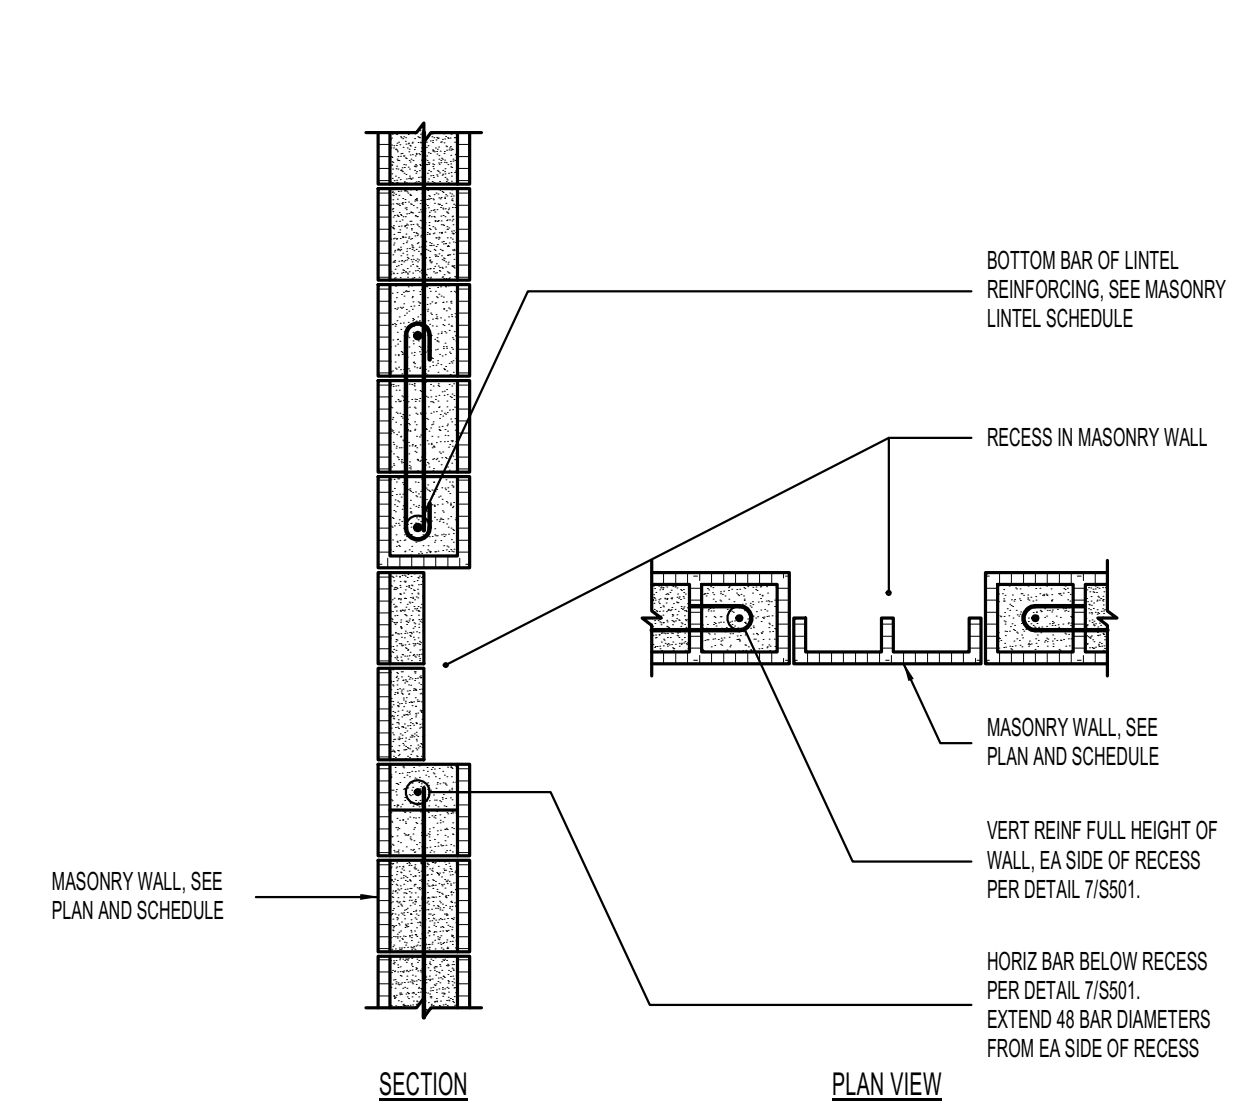 BOTTOM BAR OF LINTEL
REINFORCING, SEE MASONRY
LINTEL SCHEDULE
RECESS IN MASONRY WALL
MASONRY WALL, SEE
PLAN AND SCHEDULE
VERT REINF FULL HEIGHT OF
WALL, EA SIDE OF RECESS
PER DETAIL 7/S501.
MASONRY WALL, SEE
PLAN AND SCHEDULE
HORIZ BAR BELOW RECESS
PER DETAIL 7/S501.
EXTEND 48 BAR DIAMETERS
FROM EA SIDE OF RECESS
SECTION
PLAN VIEW